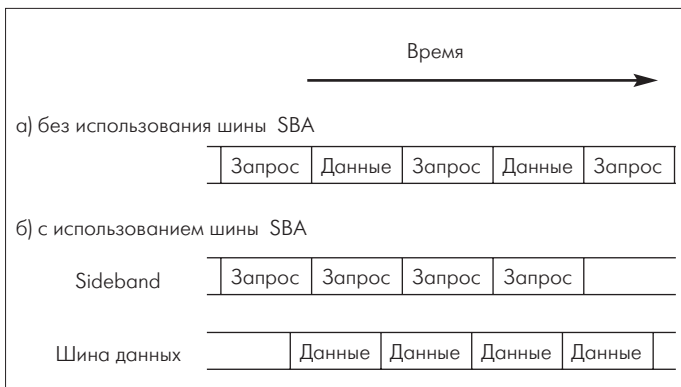 Время
а) без использования шины SBA
Запрос Данные Запрос Данные Запрос
б) с использованием шины SBA
Sideband Запрос Запрос Запрос Запрос
Шина данных Данные Данные Данные Данные